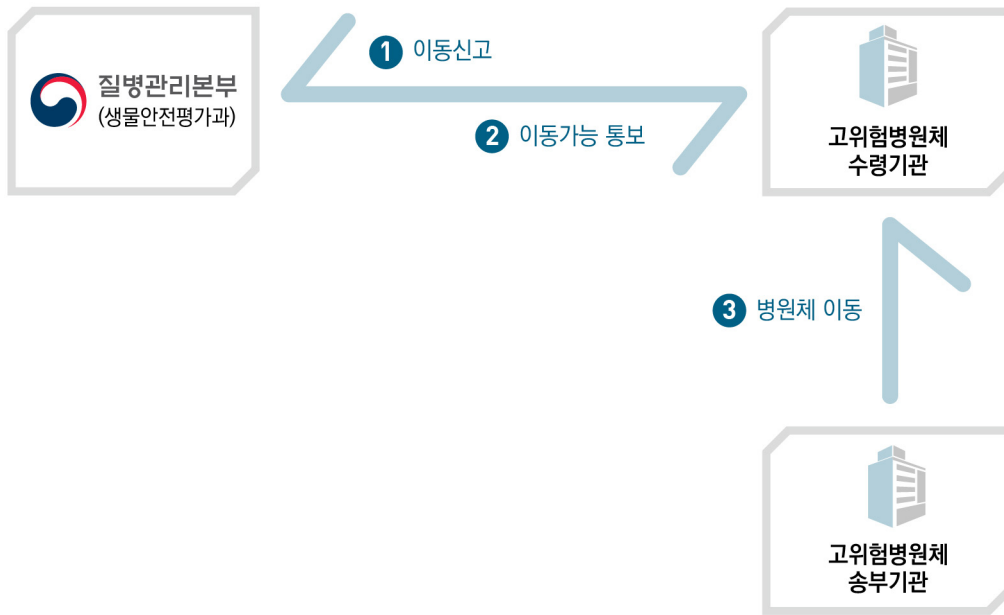 질병관리본부
(생물안전평가과)
1 이동신고
2 이동가능 통보
고위험병원체
수령기관
3 병원체 이동
고위험병원체
송부기관